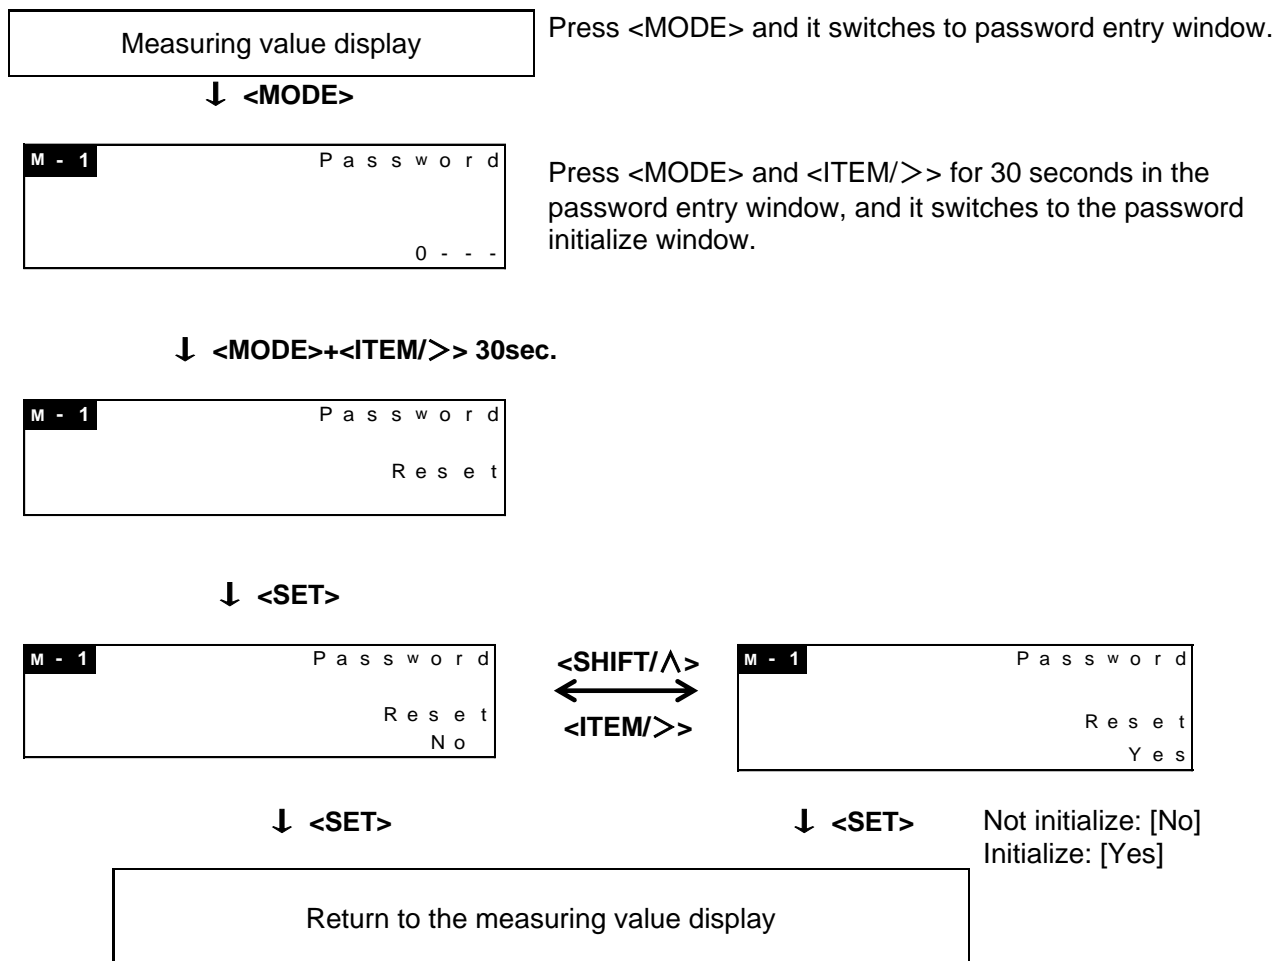 Measuring value display
Press <MODE> and it switches to password entry window.
↓ <MODE>
M - 1 Password
0 - - -
Press <MODE> and <ITEM/＞> for 30 seconds in the
password entry window, and it switches to the password
initialize window.
↓ <MODE>+<ITEM/＞> 30sec.
M - 1 Password
Reset
↓ <SET>
M - 1 Password
Reset
No
<SHIFT/∧>
<ITEM/＞>
M - 1 Password
Reset
Yes
↓ <SET>
↓ <SET>
Not initialize: [No]
Initialize: [Yes]
Return to the measuring value display